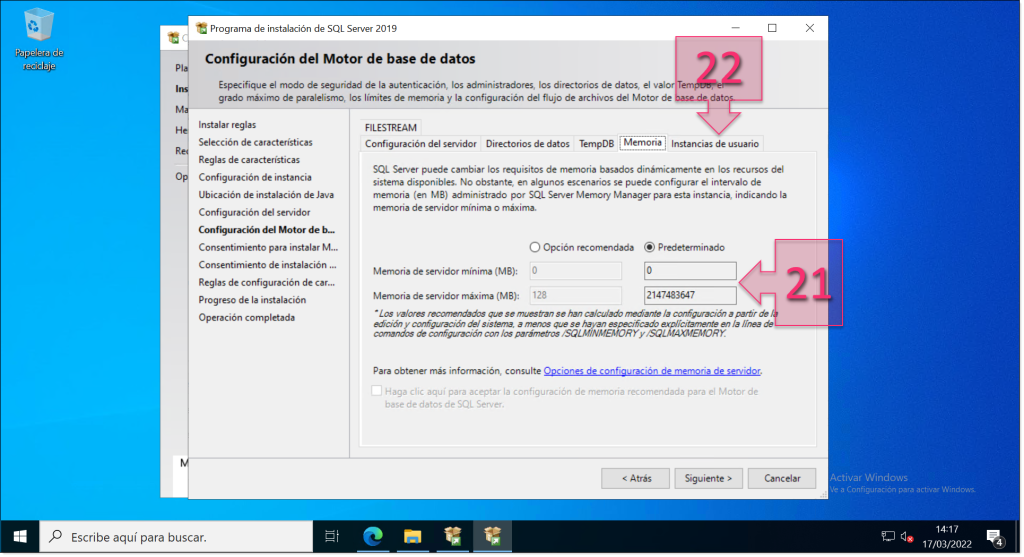 Papelera de
reciclaje
Programa de instalación de SQL Server 2019
Configuración del Motor de base de datos
Especifique el modo de seguridad de la autenticación, los administradores, los directorios de datos, el valor TempDB, el
grado máximo de paralelismo, los límites de memoria y la configuración del flujo de archivos del Motor de base de datos.
22
Pla
Ins
Ma
He
Rec
Op
M
Instalar reglas
Selección de características
Reglas de características
Configuración de instancia
Ubicación de instalación de Java
Configuración del servidor
Configuración del Motor de b...
Consentimiento para instalar M...
Consentimiento de instalación ...
Reglas de configuración de car...
Progreso de la instalación
Operación completada
FILESTREAM
Configuración del servidor Directorios de datos TempDB Memoria Instancias de usuario
SQL Server puede cambiar los requisitos de memoria basados dinámicamente en los recursos del
sistema disponibles. No obstante, en algunos escenarios se puede configurar el intervalo de
memoria (en MB) administrado por SQL Server Memory Manager para esta instancia, indicando la
memoria de servidor mínima o máxima.
Opción recomendada Predeterminado
Memoria de servidor mínima (MB): 0 0
Memoria de servidor máxima (MB): 128 2147483647
21
*Los valores recomendados que se muestran se han calculado mediante la configuración a partir de la
edición y configuración del sistema, a menos que se hayan especificado explícitamente en la línea de
comandos de configuración con los parámetros /SQLMINMEMORY y /SQLMAXMEMORY.
Para obtener más información, consulte Opciones de configuración de memoria de servidor.
Haga clic aquí para aceptar la configuración de memoria recomendada para el Motor de
base de datos de SQL Server.
< Atrás Siguiente > Cancelar
Activar Windows
Ve a Configuración para activar Windows.
Escribe aquí para buscar.
14:17
17/03/2022
4